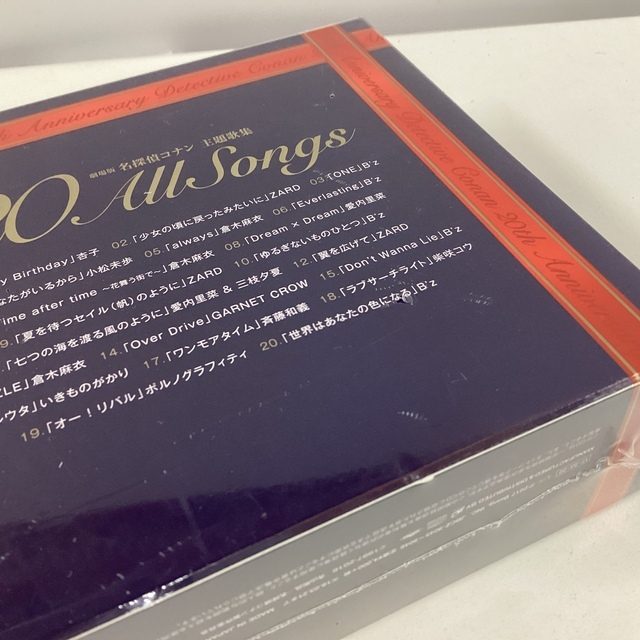 Anniversary Detective Conan
Anniversary Detective Conan 20th Anniver
劇場版 名探偵コナン 主題歌集
20 All Songs
y Birthday」杏子 02.「少女の頃に戻ったみたいに」ZARD 03.「TONE」B'z
なたがいるから」小松未歩 05.「always」倉木麻衣 06.「Everlasting」B'z
ime after time ～花舞う街で～」倉木麻衣 08.「Dream × Dream」愛内里菜
9.「夏を待つセイル(帆)のように」ZARD 10.「ゆるぎないものひとつ」B'z
「七つの海を渡る風のように」愛内里菜 & 三枝夕夏 12.「翼を広げて」ZARD
ZLE」倉木麻衣 14.「Over Drive」GARNET CROW 15.「Don't Wanna Lie」B'z
ルウタ」いきものがかり 17.「ワンモアタイム」斉藤和義 18.「ラブサーチライト」柴咲コウ
19.「オー！リバル」ポルノグラフィティ 20.「世界はあなたの色になる」B'z